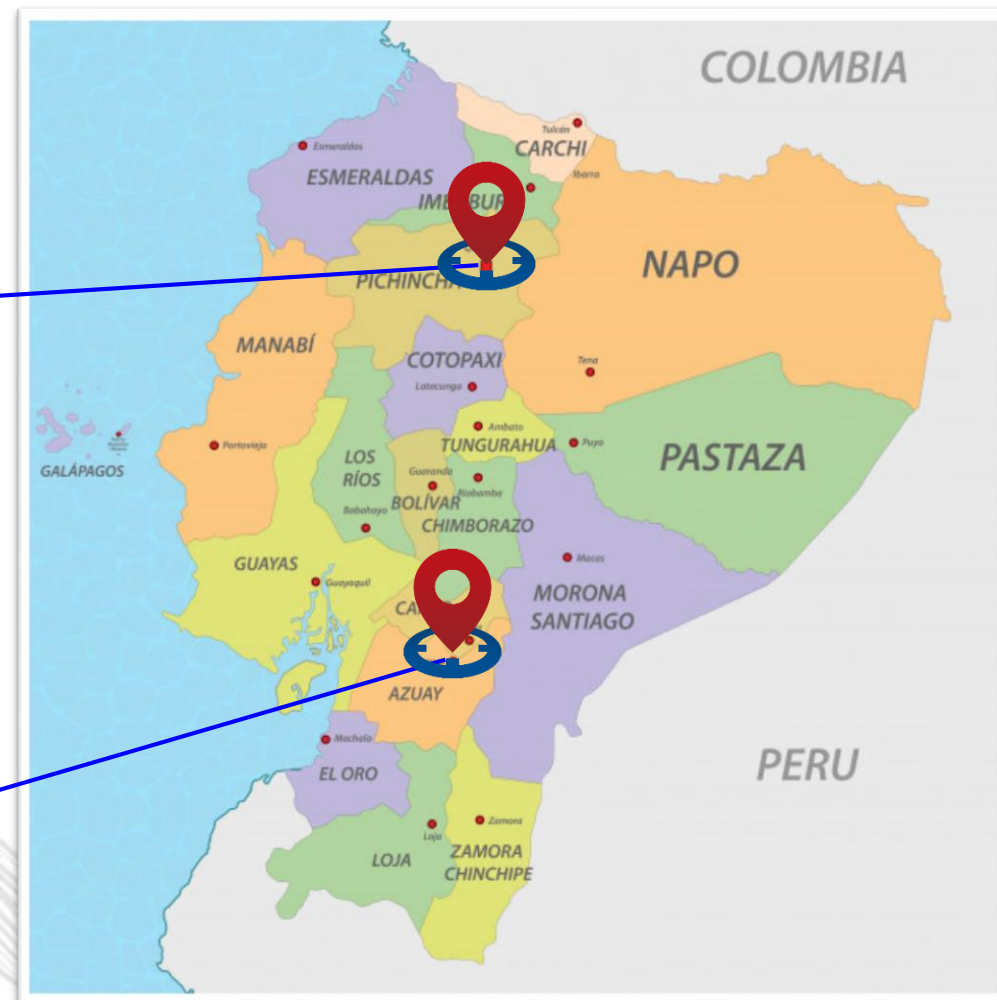 COLOMBIA
Tulcán
CARCHI
Esmeraldas
Ibarra
ESMERALDAS
NAPO
PICHINCHA
MANABÍ
COTOPAXI
Tena
Latacunga
Ambato
Portoviejo
TUNGURAHUA
Puyo
LOS
RÍOS
PASTAZA
GALÁPAGOS
Guaranda
Riobamba
BOLÍVAR
Babahoyo
CHIMBORAZO
GUAYAS
Macas
Guayaquil
MORONA
SANTIAGO
AZUAY
Machala
PERU
EL ORO
Zamora
Loja
LOJA
ZAMORA
CHINCHIPE